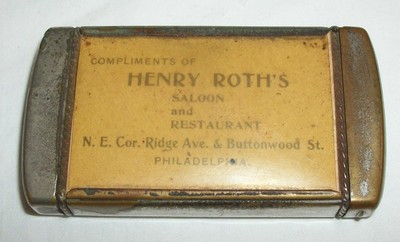 COMPLIMENTS OF
HENRY ROTH'S
SALOON
and
RESTAURANT
N. E. Cor. Ridge Ave. & Buttonwood St.
PHILADELPHIA.